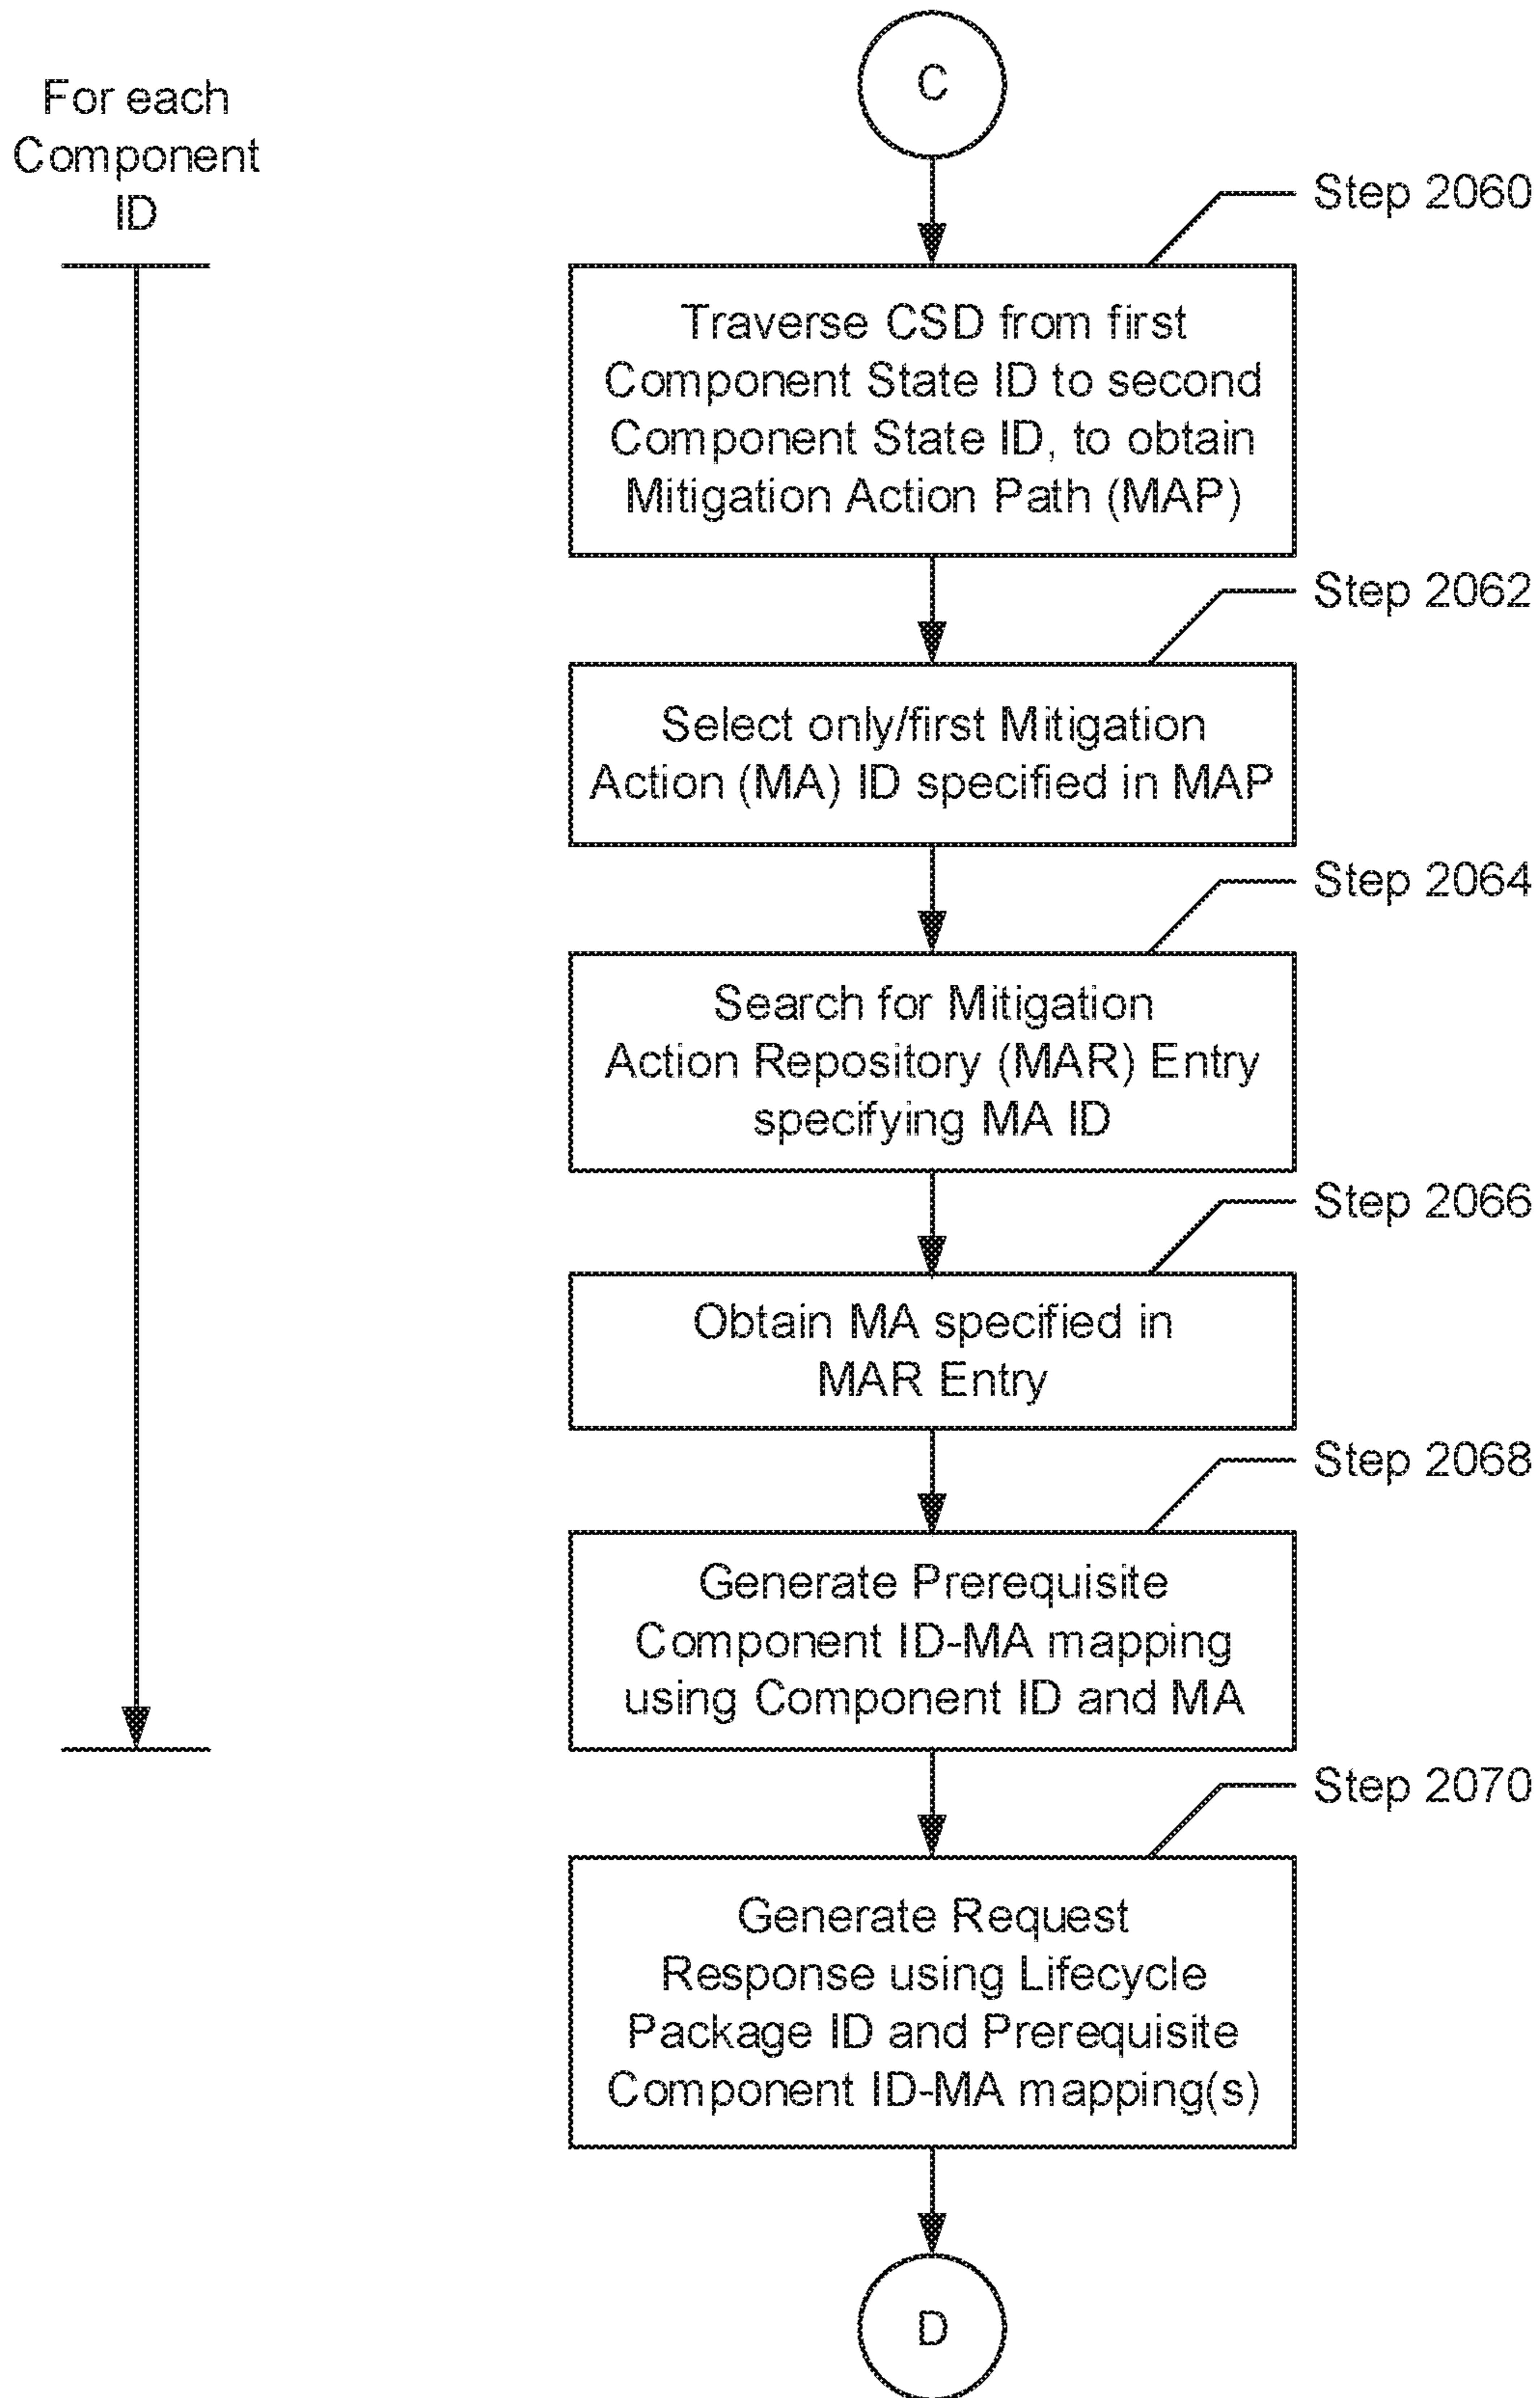 For each
Component
ID
C
Step 2060
Traverse CSD from first
Component State ID to second
Component State ID, to obtain
Mitigation Action Path (MAP)
Step 2062
Select only/first Mitigation
Action (MA) ID specified in MAP
Step 2064
Search for Mitigation
Action Repository (MAR) Entry
specifying MA ID
Step 2066
Obtain MA specified in
MAR Entry
Step 2068
Generate Prerequisite
Component ID-MA mapping
using Component ID and MA
Step 2070
Generate Request
Response using Lifecycle
Package ID and Prerequisite
Component ID-MA mapping(s)
D